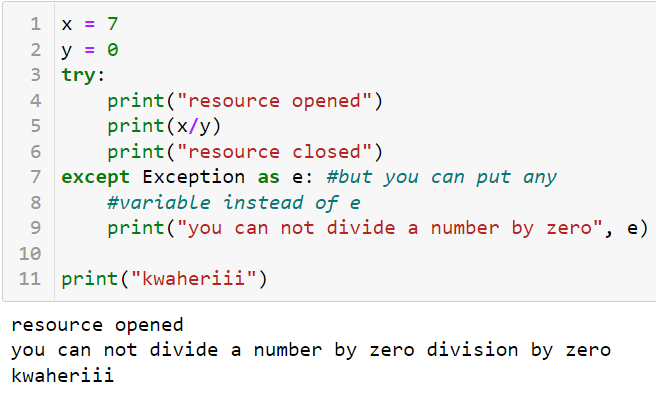 1 x = 7
2 y = 0
3 try:
4     print("resource opened")
5     print(x/y)
6     print("resource closed")
7 except Exception as e: #but you can put any
8     #variable instead of e
9     print("you can not divide a number by zero", e)
10
11 print("kwaheriii")
resource opened
you can not divide a number by zero division by zero
kwaheriii